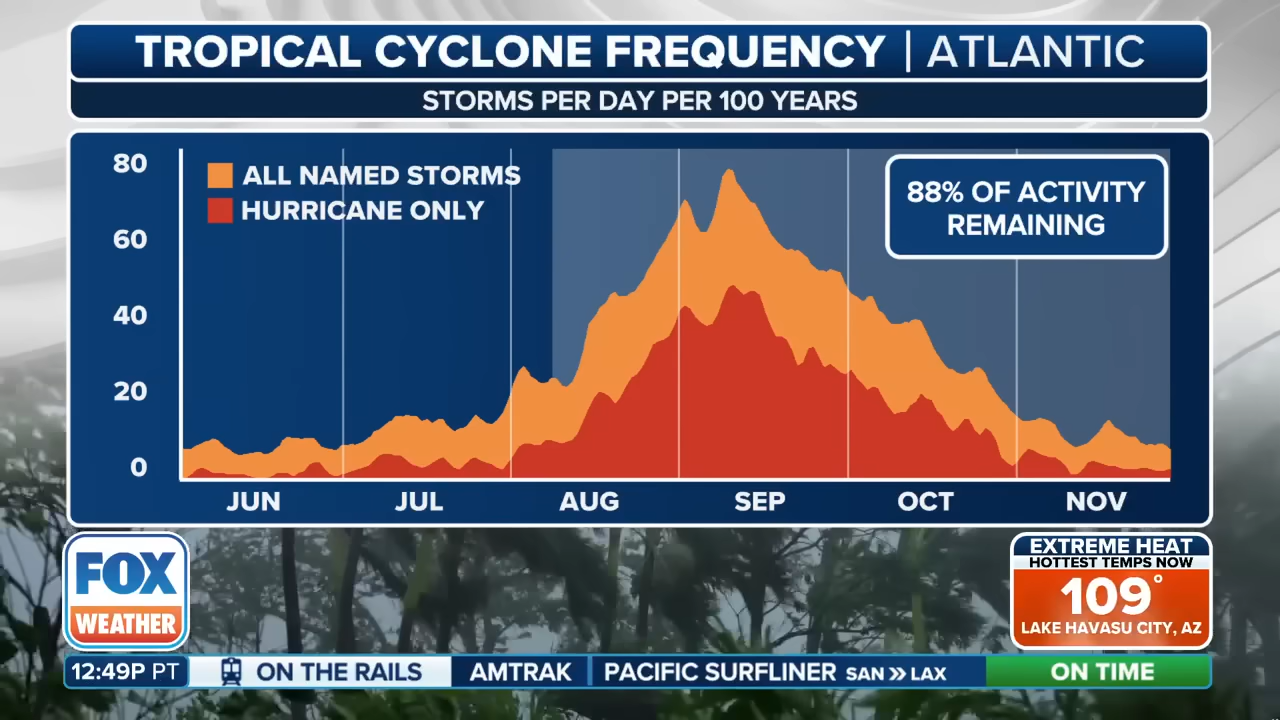 TROPICAL CYCLONE FREQUENCY | ATLANTIC
STORMS PER DAY PER 100 YEARS
80
60
40
20
0
ALL NAMED STORMS
HURRICANE ONLY
88% OF ACTIVITY
REMAINING
JUN JUL AUG SEP OCT NOV
FOX
WEATHER
EXTREME HEAT
HOTTEST TEMPS NOW
109°
LAKE HAVASU CITY, AZ
12:49P PT ON THE RAILS AMTRAK PACIFIC SURFLINER SAN » LAX ON TIME